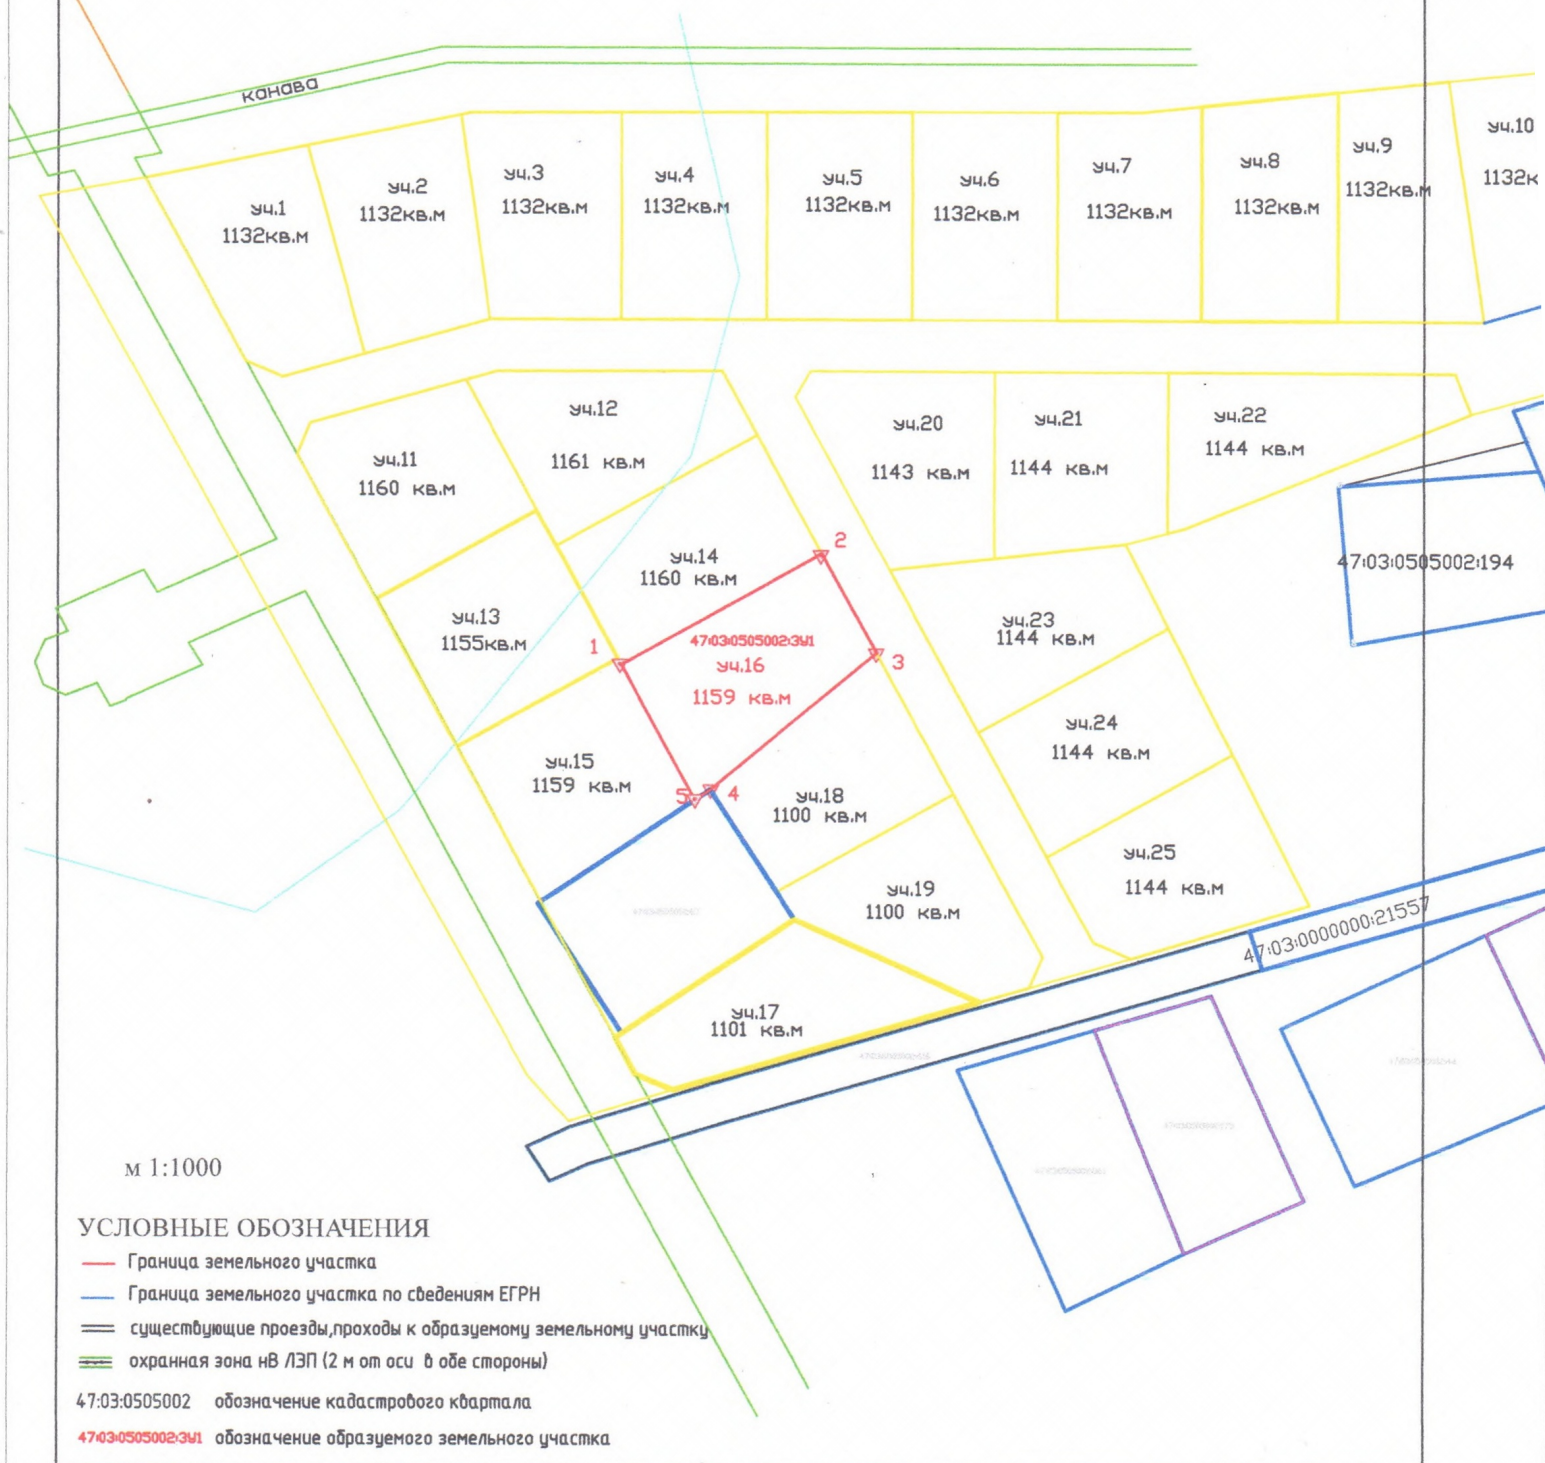 канава
уч.1
1132кв.м
уч.2
1132кв.м
уч.3
1132кв.м
уч.4
1132кв.м
уч.5
1132кв.м
уч.6
1132кв.м
уч.7
1132кв.м
уч.8
1132кв.м
уч.9
1132кв.м
уч.10
1132к
уч.11
1160 кв.м
уч.12
1161 кв.м
уч.20
1143 кв.м
уч.21
1144 кв.м
уч.22
1144 кв.м
уч.13
1155кв.м
уч.14
1160 кв.м
2
1
47:03:0505002:ЗУ1
уч.16
1159 кв.м
3
уч.23
1144 кв.м
47:03:0505002:194
уч.15
1159 кв.м
5
4
уч.18
1100 кв.м
уч.24
1144 кв.м
уч.19
1100 кв.м
уч.25
1144 кв.м
уч.17
1101 кв.м
47:03:0000000:21557
м 1:1000
УСЛОВНЫЕ ОБОЗНАЧЕНИЯ
Граница земельного участка
Граница земельного участка по сведениям ЕГРН
существующие проезды,проходы к образуемому земельному участку
охранная зона нВ ЛЭП (2 м от оси в обе стороны)
47:03:0505002 обозначение кадастрового квартала
47:03:0505002:ЗУ1 обозначение образуемого земельного участка